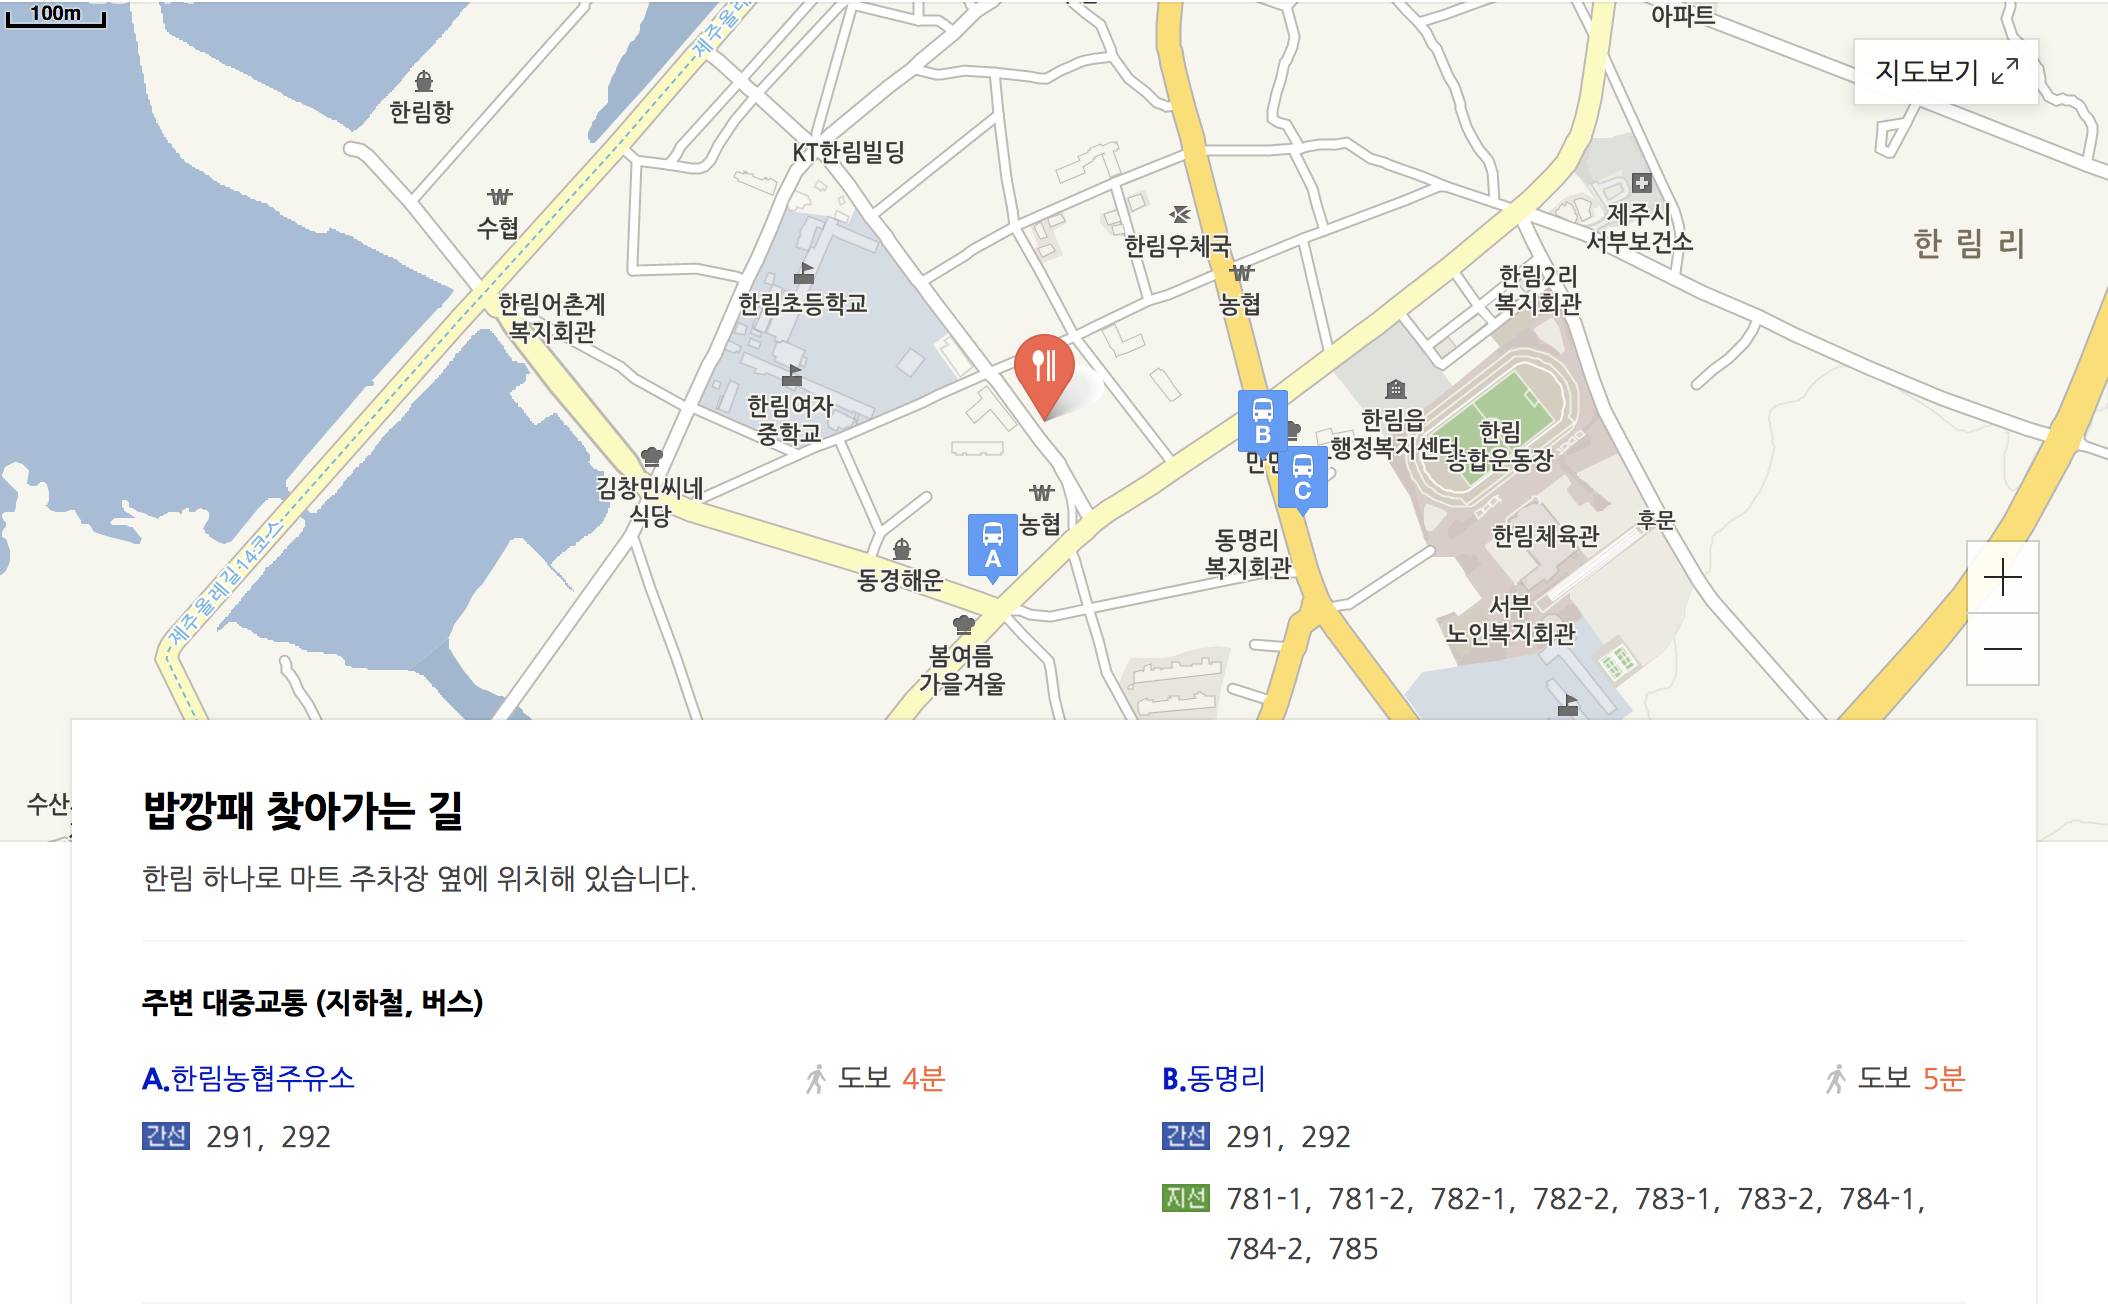 100m
아파트
지도보기
제주올레
한림항
KT한림빌딩
수협
제주시
서부보건소
한림리
한림우체국
한림2리
복지회관
농협
한림초등학교
한림어촌계
복지회관
한림여자
중학교
한림읍
행정복지센터
한림
종합운동장
B
C
김창민씨네
식당
농협
A
후문
한림체육관
동명리
복지회관
동경해운
제주올레길14코스
서부
노인복지회관
봄여름
가을겨울
수산
밥깡패 찾아가는 길
한림 하나로 마트 주차장 옆에 위치해 있습니다.
주변 대중교통 (지하철, 버스)
A.한림농협주유소 도보 4분
간선 291, 292
B.동명리 도보 5분
간선 291, 292
지선 781-1, 781-2, 782-1, 782-2, 783-1, 783-2, 784-1,
784-2, 785